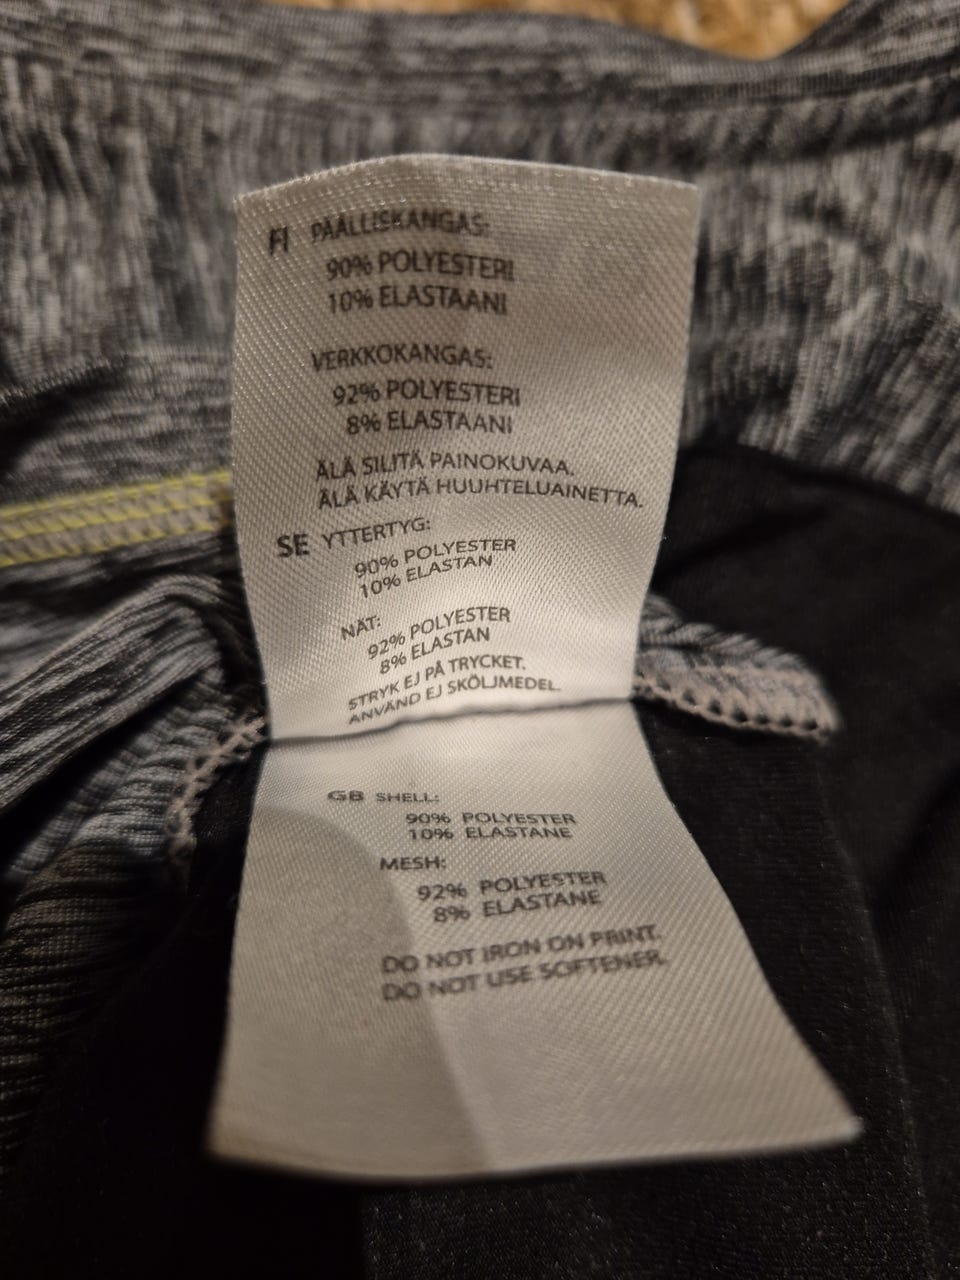 FI PÄÄLLISKANGAS:
90% POLYESTERI
10% ELASTAANI
VERKKOKANGAS:
92% POLYESTERI
8% ELASTAANI
ÄLÄ SILITÄ PAINOKUVAA.
ÄLÄ KÄYTÄ HUUHTELUAINETTA.
SE YTTERTYG:
90% POLYESTER
10% ELASTAN
NÄT:
92% POLYESTER
8% ELASTAN
STRYK EJ PÅ TRYCKET.
ANVÄND EJ SKÖLJMEDEL.
GB SHELL:
90% POLYESTER
10% ELASTANE
MESH:
92% POLYESTER
8% ELASTANE
DO NOT IRON ON PRINT.
DO NOT USE SOFTENER.